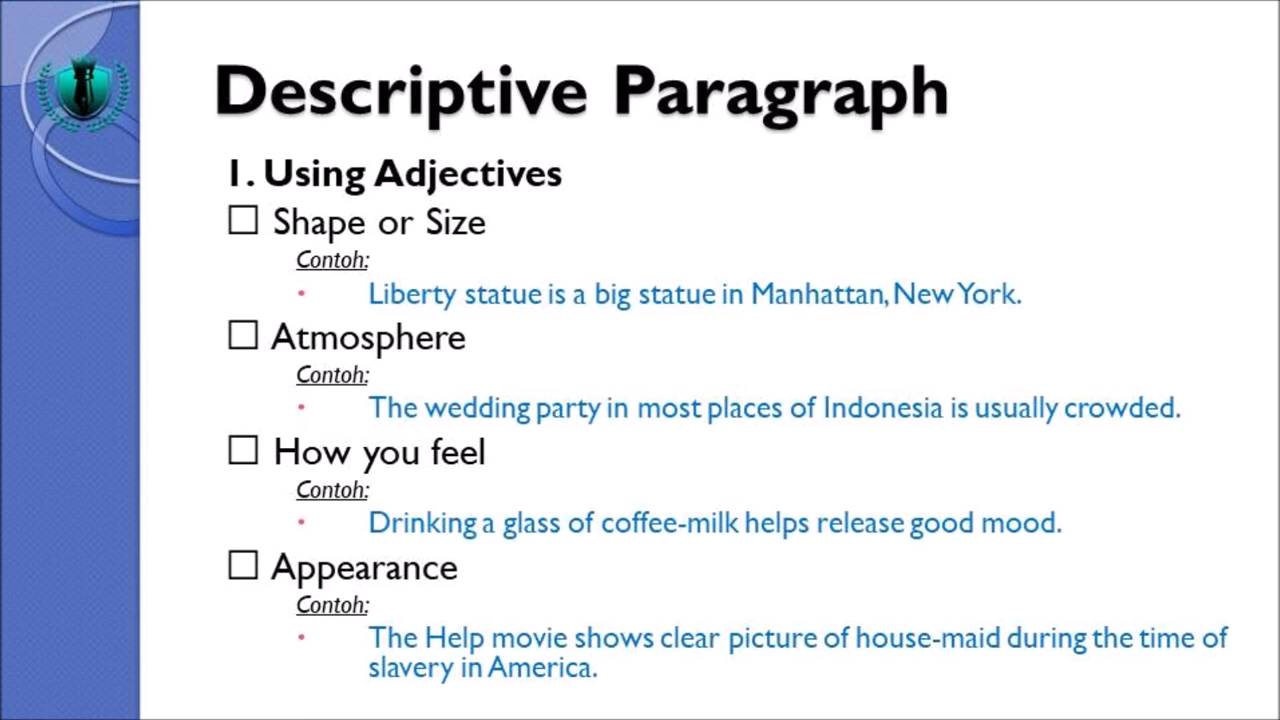 Descriptive Paragraph
1. Using Adjectives
☐ Shape or Size
Contoh:
• Liberty statue is a big statue in Manhattan, New York.
☐ Atmosphere
Contoh:
• The wedding party in most places of Indonesia is usually crowded.
☐ How you feel
Contoh:
• Drinking a glass of coffee-milk helps release good mood.
☐ Appearance
Contoh:
• The Help movie shows clear picture of house-maid during the time of
slavery in America.